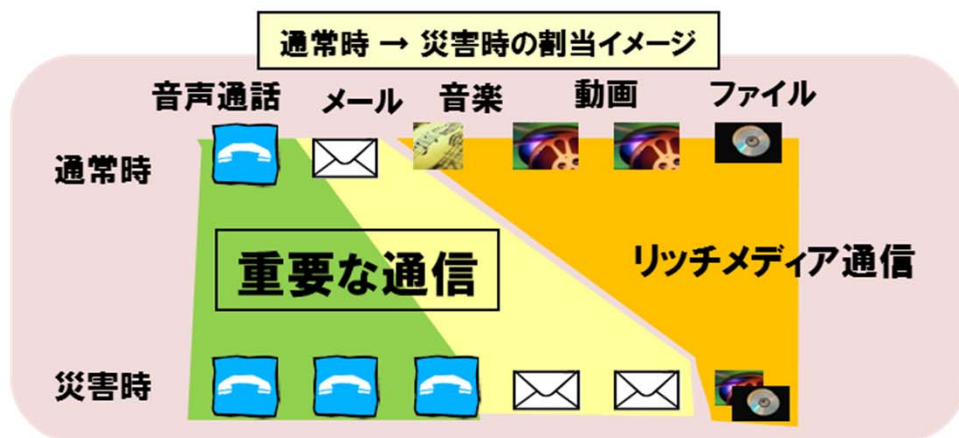 通常時 → 災害時の割当イメージ
音声通話 メール 音楽 動画 ファイル
通常時
重要な通信
リッチメディア通信
災害時